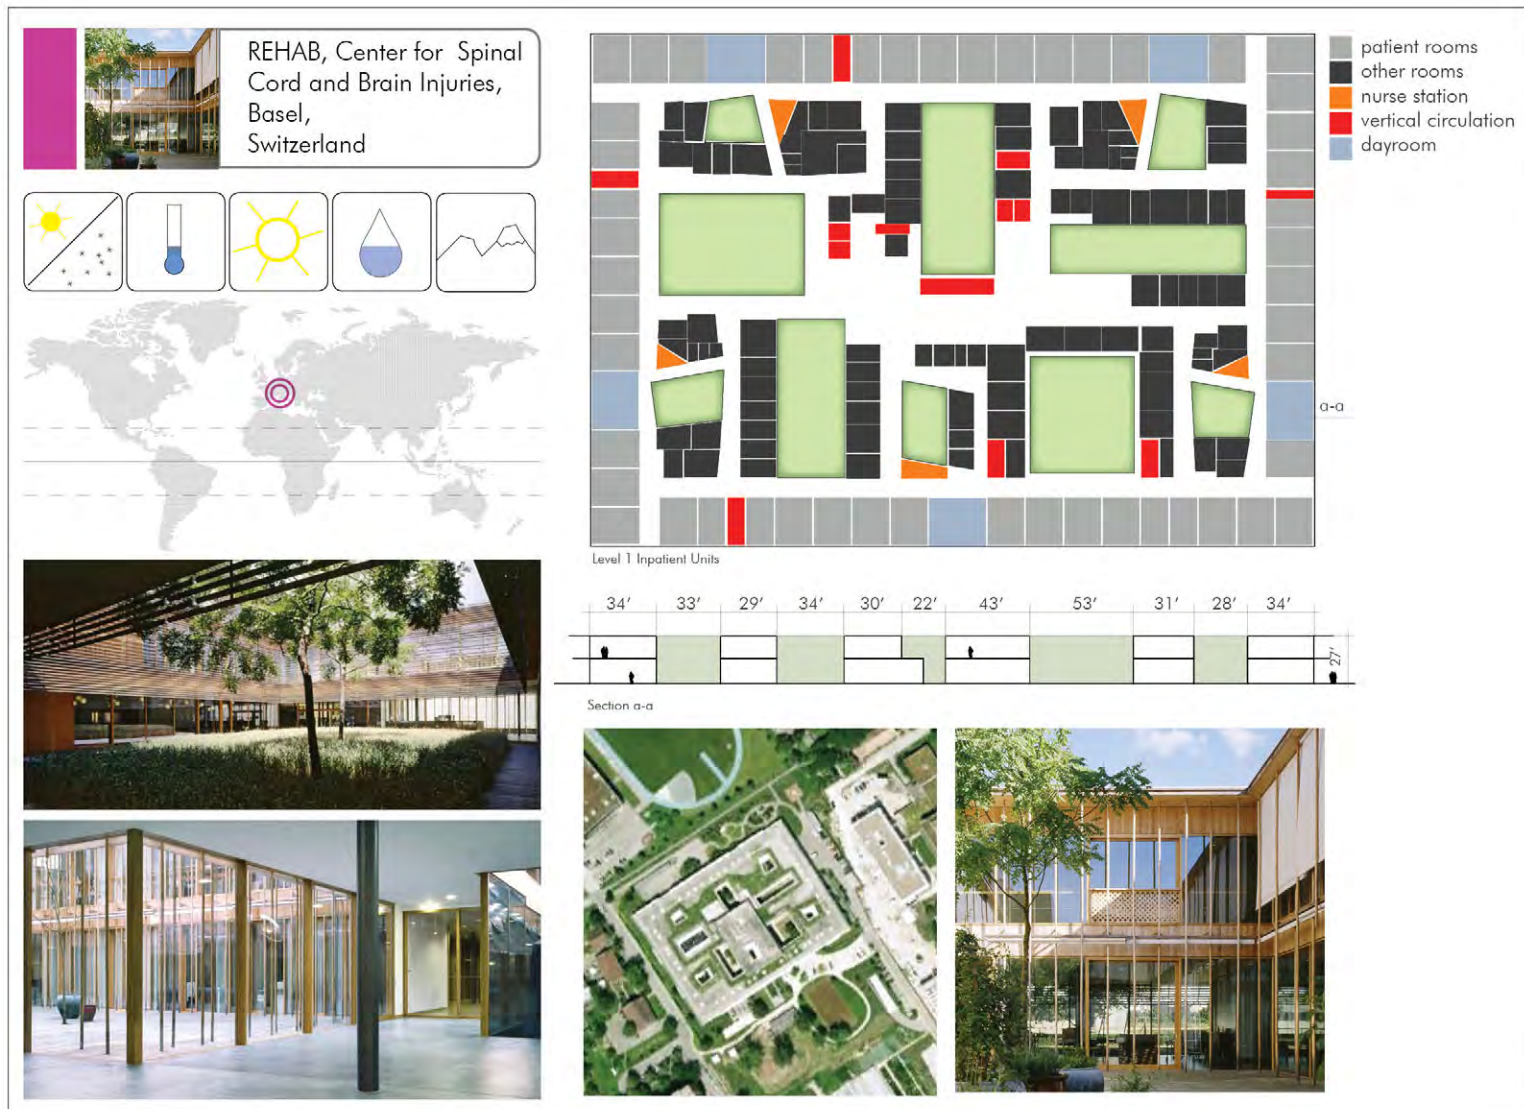 REHAB, Center for Spinal
Cord and Brain Injuries,
Basel,
Switzerland
patient rooms
other rooms
nurse station
vertical circulation
dayroom
a-a
Level 1 Inpatient Units
34' 33' 29' 34' 30' 22' 43' 53' 31' 28' 34'
27'
Section a-a